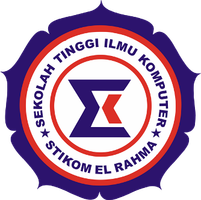 SEKOLAH TINGGI ILMU KOMPUTER
STIKOM EL RAHMA